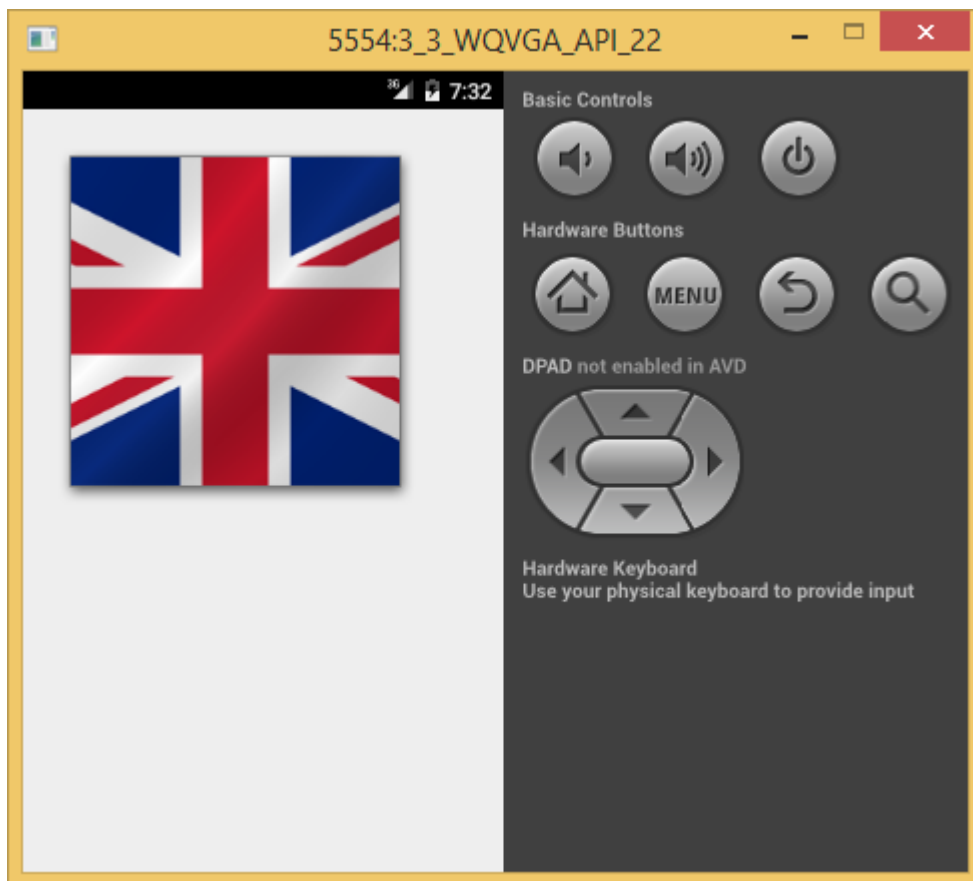 5554:3_3_WQVGA_API_22
3G 7:32
Basic Controls
Hardware Buttons
MENU
DPAD not enabled in AVD
Hardware Keyboard
Use your physical keyboard to provide input